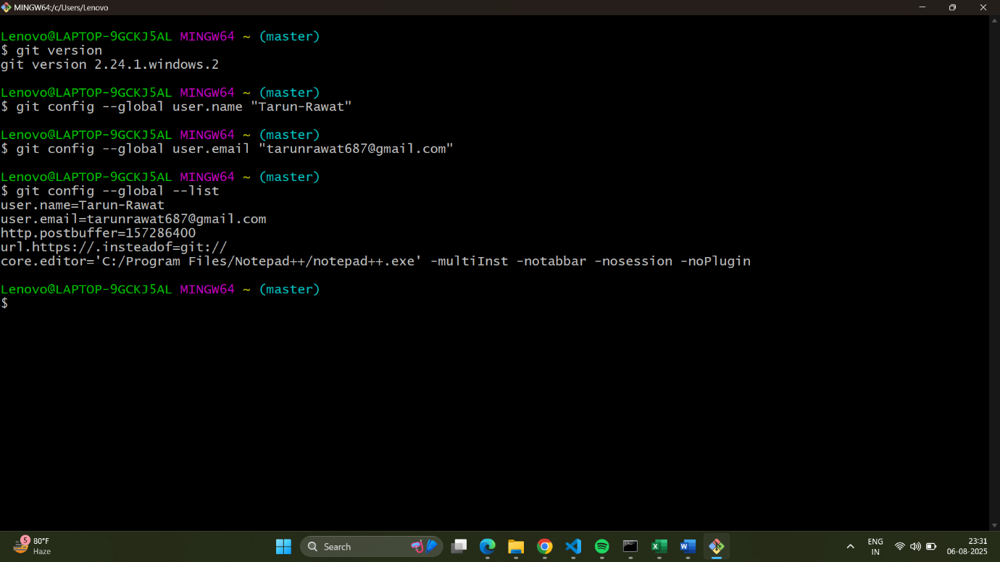 MINGW64:/c/Users/Lenovo
Lenovo@LAPTOP-9GCKJ5AL MINGW64 ~ (master)
$ git version
git version 2.24.1.windows.2
Lenovo@LAPTOP-9GCKJ5AL MINGW64 ~ (master)
$ git config --global user.name "Tarun-Rawat"
Lenovo@LAPTOP-9GCKJ5AL MINGW64 ~ (master)
$ git config --global user.email "tarunrawat687@gmail.com"
Lenovo@LAPTOP-9GCKJ5AL MINGW64 ~ (master)
$ git config --global --list
user.name=Tarun-Rawat
user.email=tarunrawat687@gmail.com
http.postbuffer=157286400
url.https://.insteadof=git://
core.editor='C:/Program Files/Notepad++/notepad++.exe' -multiInst -notabbar -nosession -noPlugin
Lenovo@LAPTOP-9GCKJ5AL MINGW64 ~ (master)
$
5
80°F
Haze
Search
ENG
IN
23:31
06-08-2025